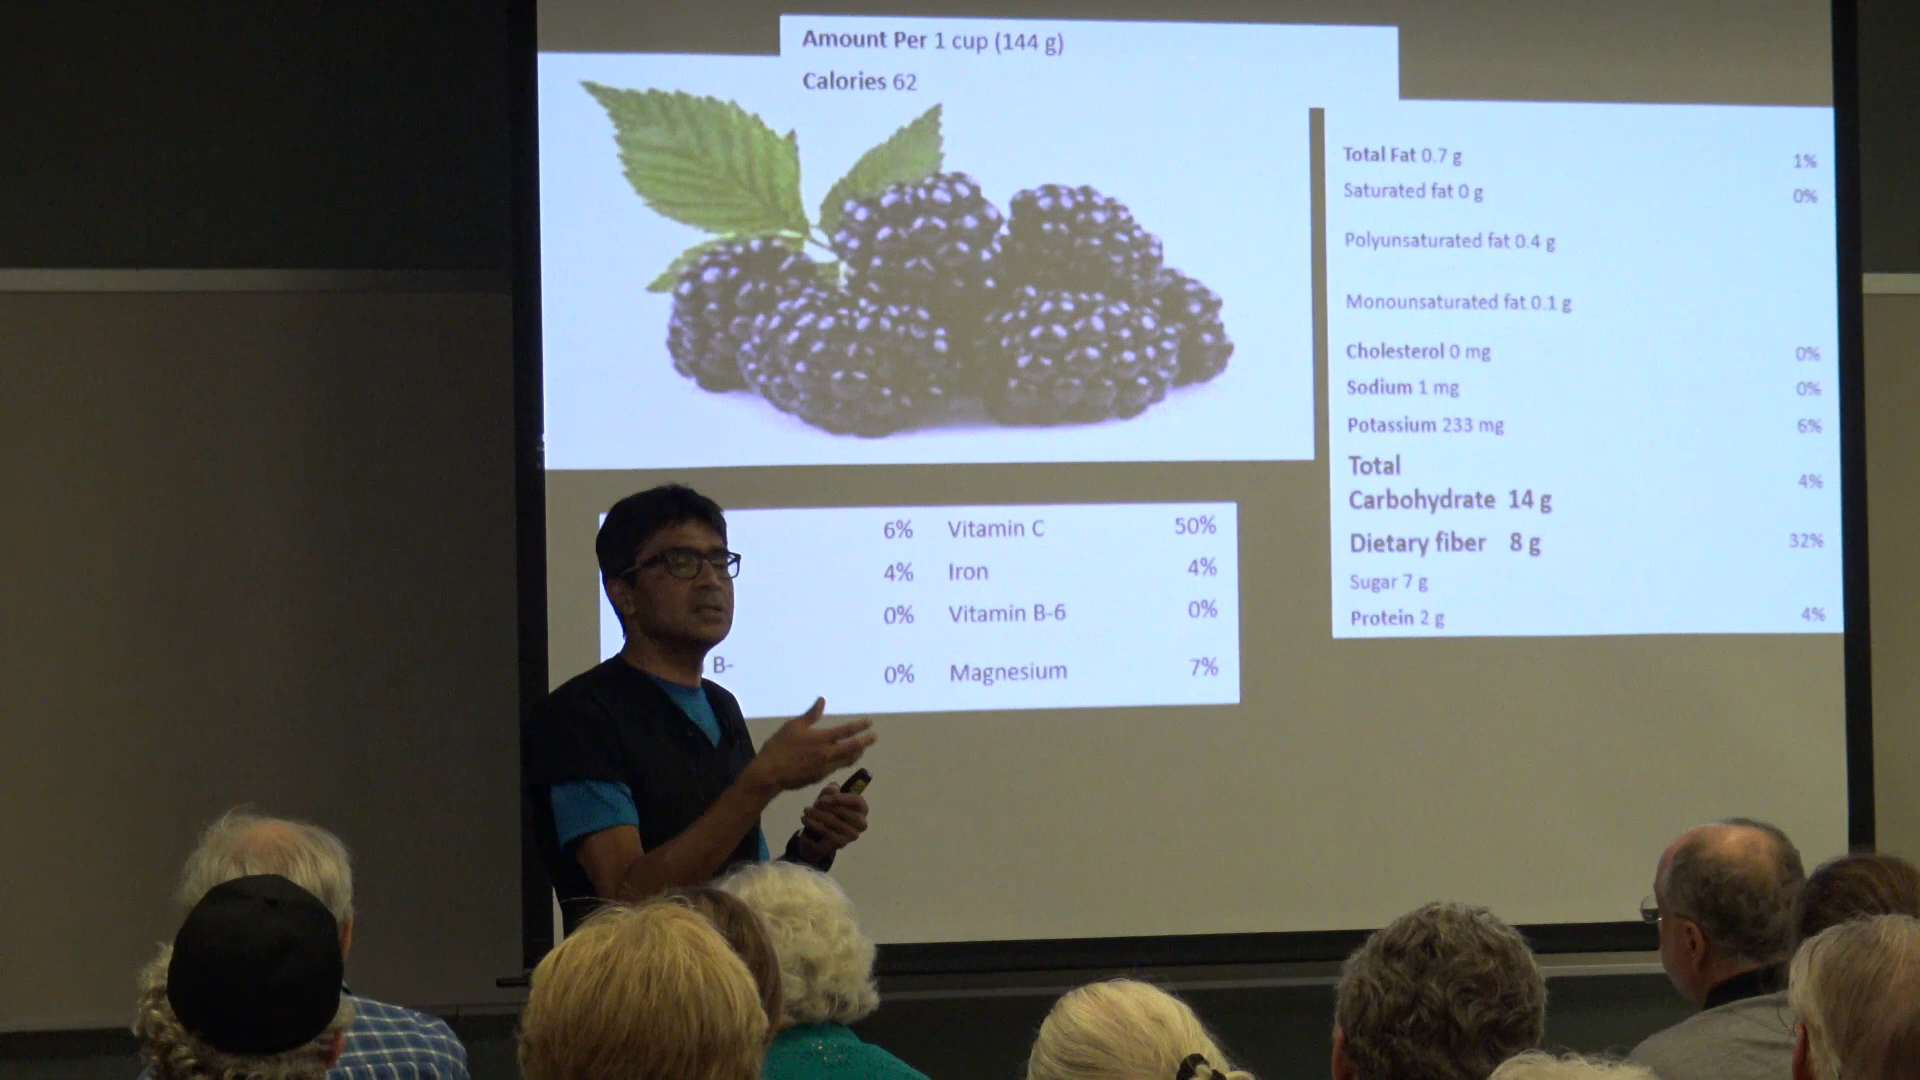 Amount Per 1 cup (144 g)
Calories 62
Total Fat 0.7 g 1%
Saturated fat 0 g 0%
Polyunsaturated fat 0.4 g
Monounsaturated fat 0.1 g
Cholesterol 0 mg 0%
Sodium 1 mg 0%
Potassium 233 mg 6%
Total
Carbohydrate 14 g 4%
Dietary fiber 8 g 32%
Sugar 7 g
Protein 2 g 4%
6% Vitamin C 50%
4% Iron 4%
0% Vitamin B-6 0%
B-
0% Magnesium 7%